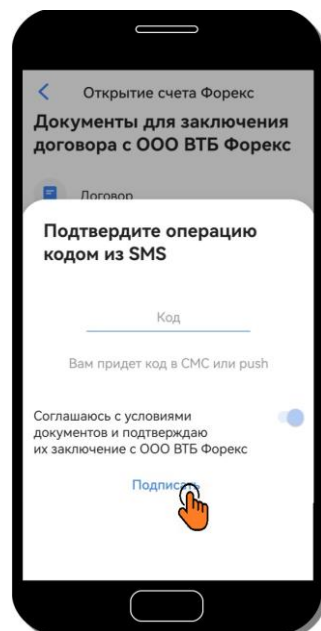 Открытие счета Форекс
Документы для заключения
договора с ООО ВТБ Форекс
Договор
Подтвердите операцию
кодом из SMS
Код
Вам придет код в СМС или push
Соглашаюсь с условиями
документов и подтверждаю
их заключение с ООО ВТБ Форекс
Подписать